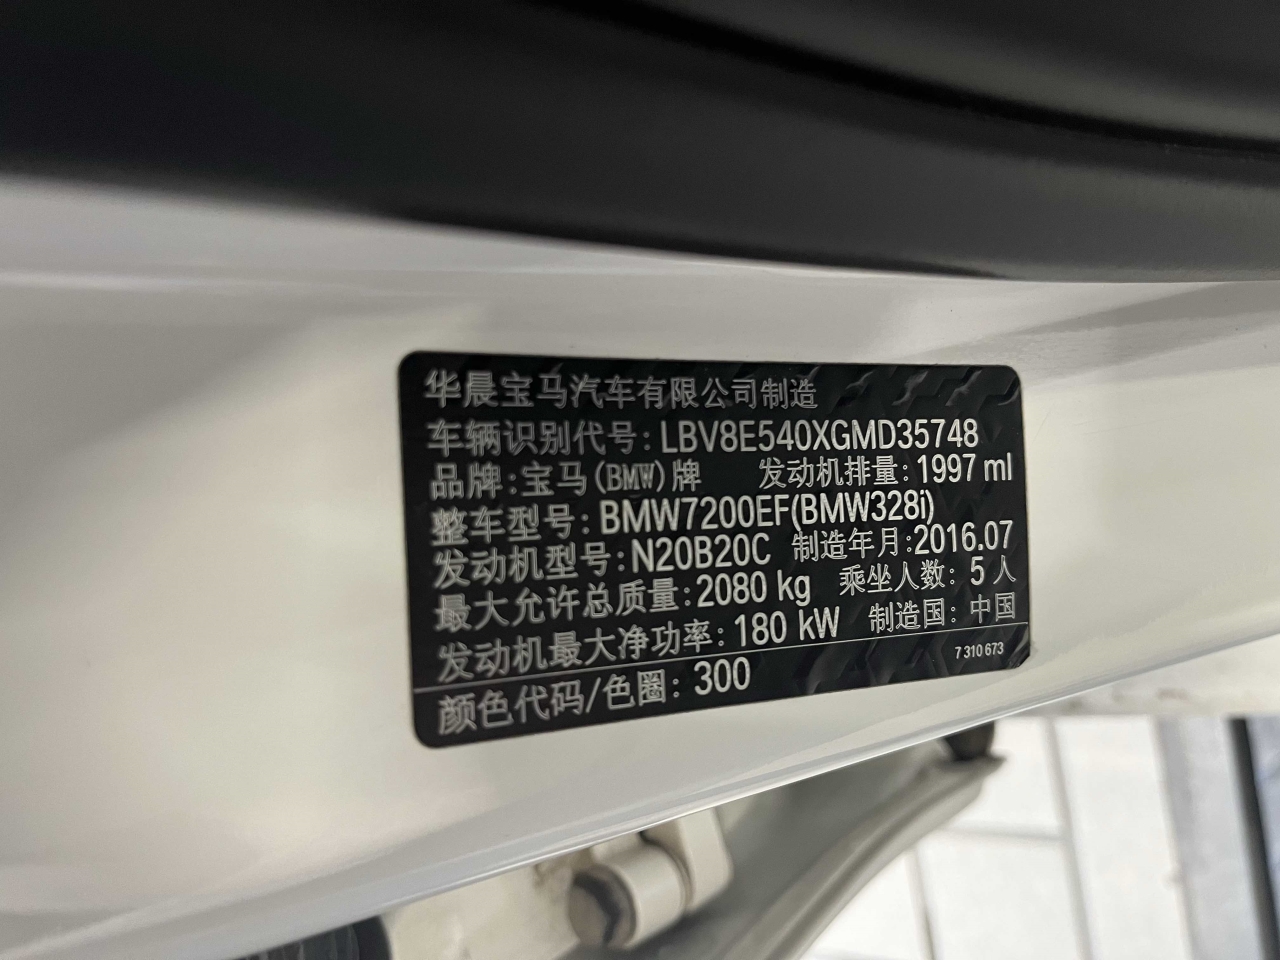 华晨宝马汽车有限公司制造
车辆识别代号：LBV8E540XGMD35748
品牌：宝马(BMW)牌 发动机排量：1997 ml
整车型号：BMW7200EF(BMW328i)
发动机型号：N20B20C 制造年月：2016.07
最大允许总质量：2080 kg 乘坐人数：5人
发动机最大净功率：180 kW 制造国：中国
7 310 673
颜色代码/色圈：300